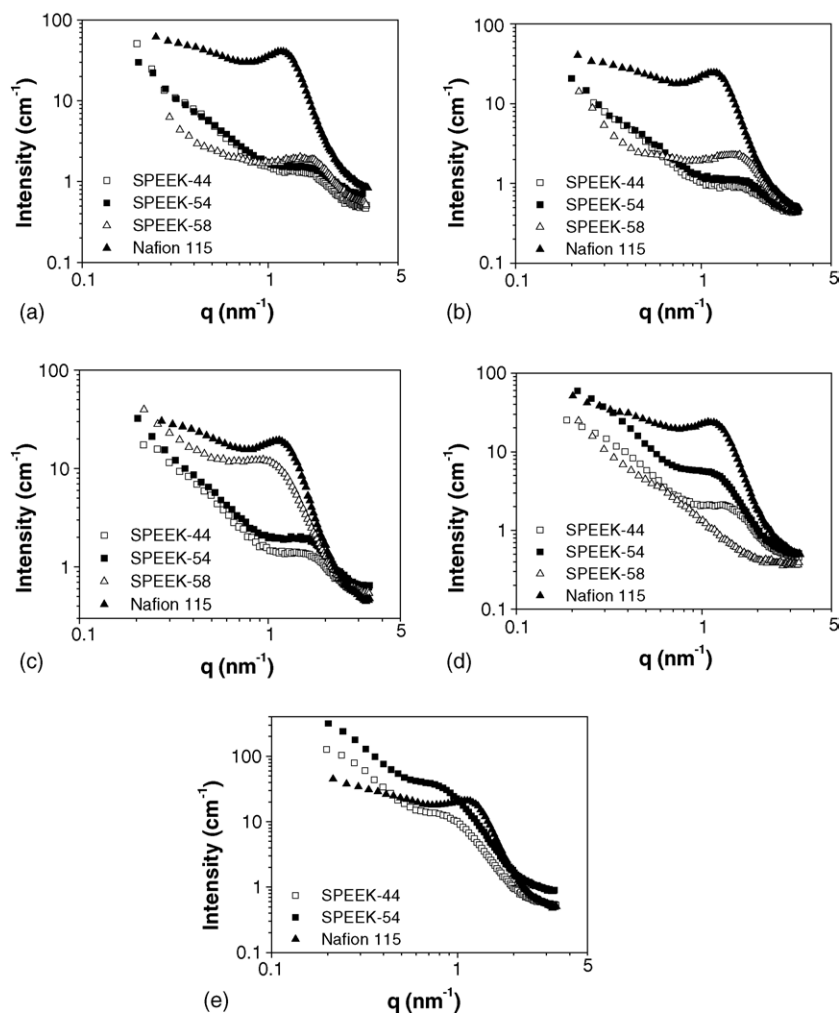 100
10
1
0.1
0.1
1
5
Intensity (cm⁻¹)
q (nm⁻¹)
SPEEK-44
SPEEK-54
SPEEK-58
Nafion 115
(a)
100
10
1
0.1
0.1
1
5
Intensity (cm⁻¹)
q (nm⁻¹)
SPEEK-44
SPEEK-54
SPEEK-58
Nafion 115
(b)
100
10
1
0.1
1
5
Intensity (cm⁻¹)
q (nm⁻¹)
SPEEK-44
SPEEK-54
SPEEK-58
Nafion 115
(c)
100
10
1
0.1
0.1
1
5
Intensity (cm⁻¹)
q (nm⁻¹)
SPEEK-44
SPEEK-54
SPEEK-58
Nafion 115
(d)
100
10
1
0.1
0.1
1
5
Intensity (cm⁻¹)
q (nm⁻¹)
SPEEK-44
SPEEK-54
Nafion 115
(e)